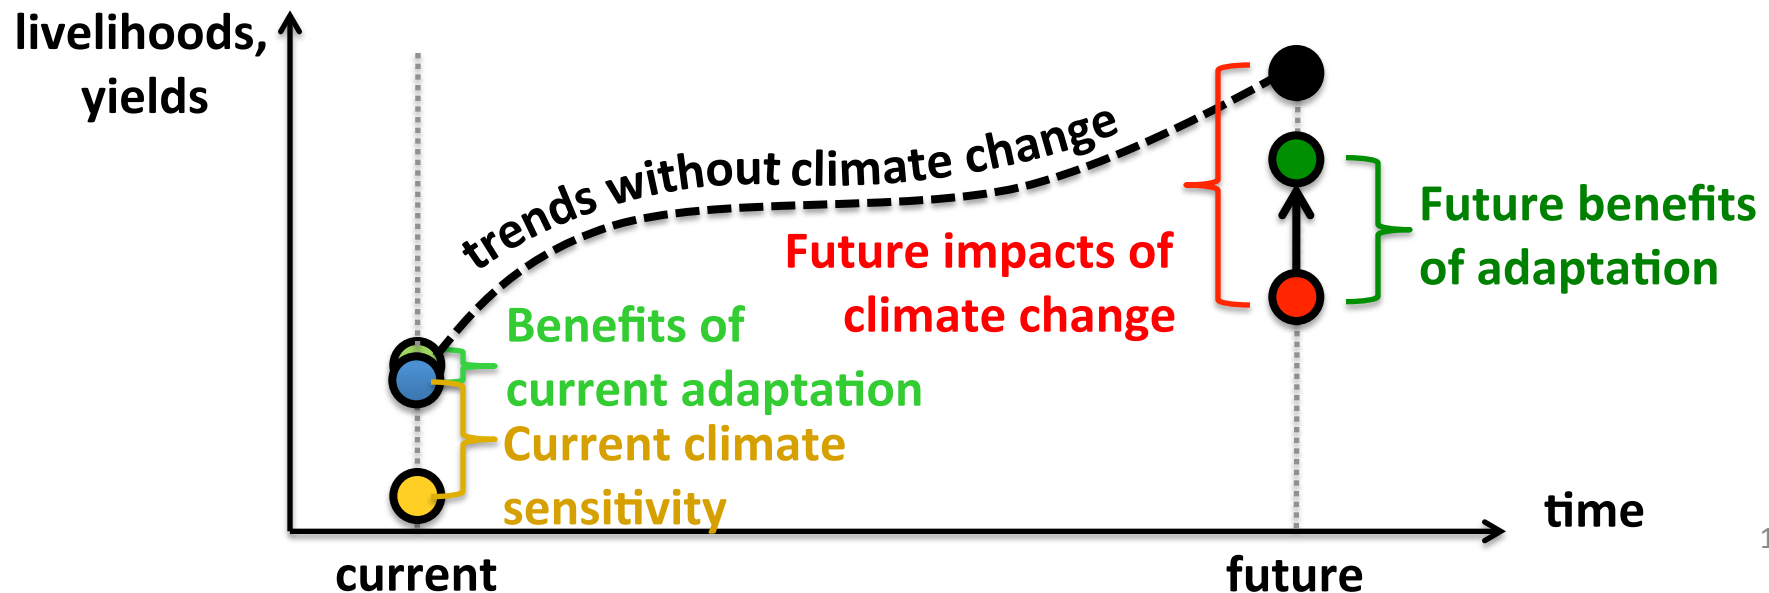 livelihoods,
yields
trends without climate change
Future impacts of
climate change
Future benefits
of adaptation
Benefits of
current adaptation
Current climate
sensitivity
time
1
current
future